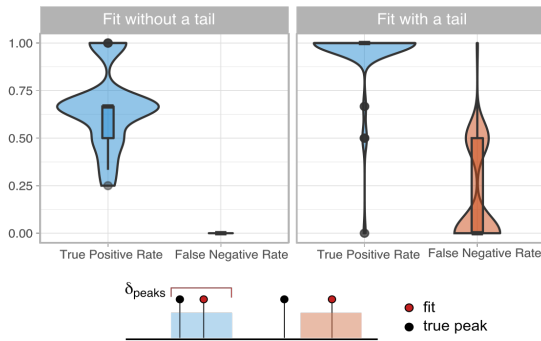 Fit without a tail
Fit with a tail
1.00
0.75
0.50
0.25
0.00
True Positive Rate
False Negative Rate
True Positive Rate
False Negative Rate
δpeaks
fit
true peak